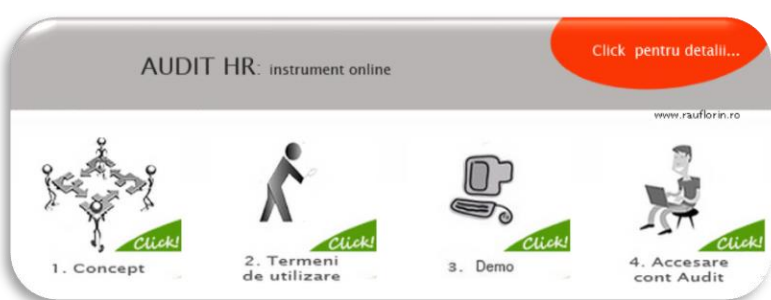 Click pentru detalii...
AUDIT HR: instrument online
www.rauflorin.ro
Click!
1. Concept
Click!
2. Termeni
de utilizare
Click!
3. Demo
Click!
4. Accesare
cont Audit